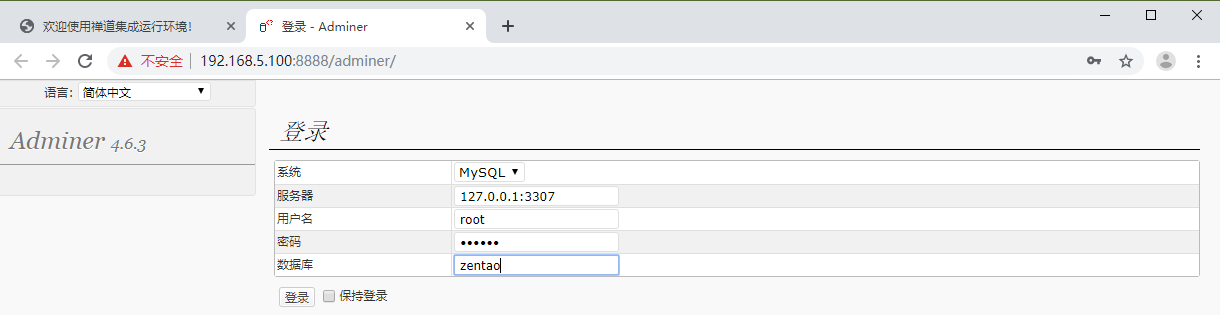 欢迎使用禅道集成运行环境!
登录 - Adminer
不安全 192.168.5.100:8888/adminer/
语言: 简体中文
Adminer 4.6.3
登录
系统 MySQL
服务器 127.0.0.1:3307
用户名 root
密码 ••••••
数据库 zentao
登录 保持登录